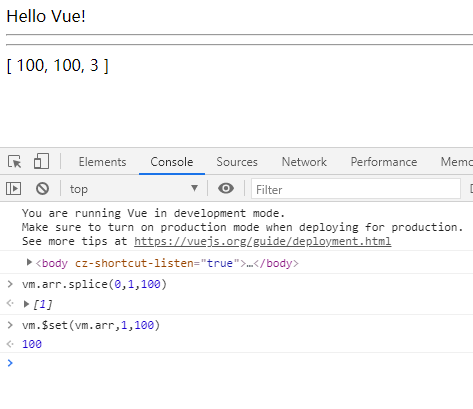 Hello Vue!
[ 100, 100, 3 ]
Elements Console Sources Network Performance Memo
top Filter
You are running Vue in development mode.
Make sure to turn on production mode when deploying for production.
See more tips at https://vuejs.org/guide/deployment.html
<body cz-shortcut-listen="true">…</body>
vm.arr.splice(0,1,100)
[1]
vm.$set(vm.arr,1,100)
100